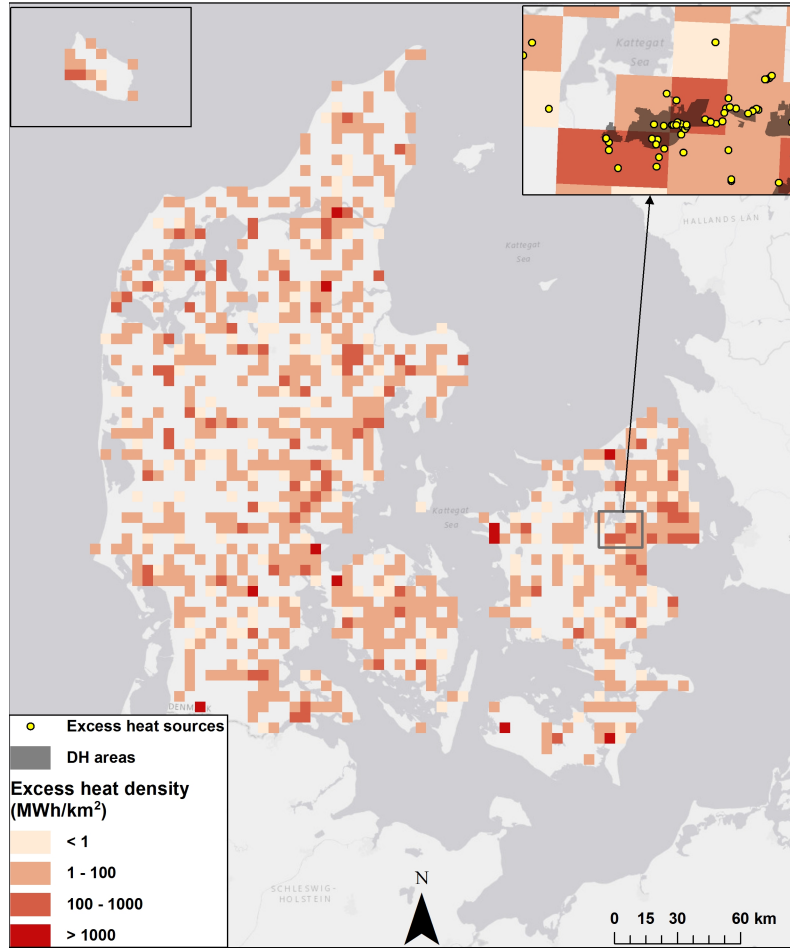 Kattegat
Sea
HALLANDS LÄN
Kattegat
Sea
Kattegat
Sea
Excess heat sources
DH areas
Excess heat density
(MWh/km²)
< 1
1 - 100
100 - 1000
> 1000
SCHLESWIG-
HOLSTEIN
N
0 15 30 60 km